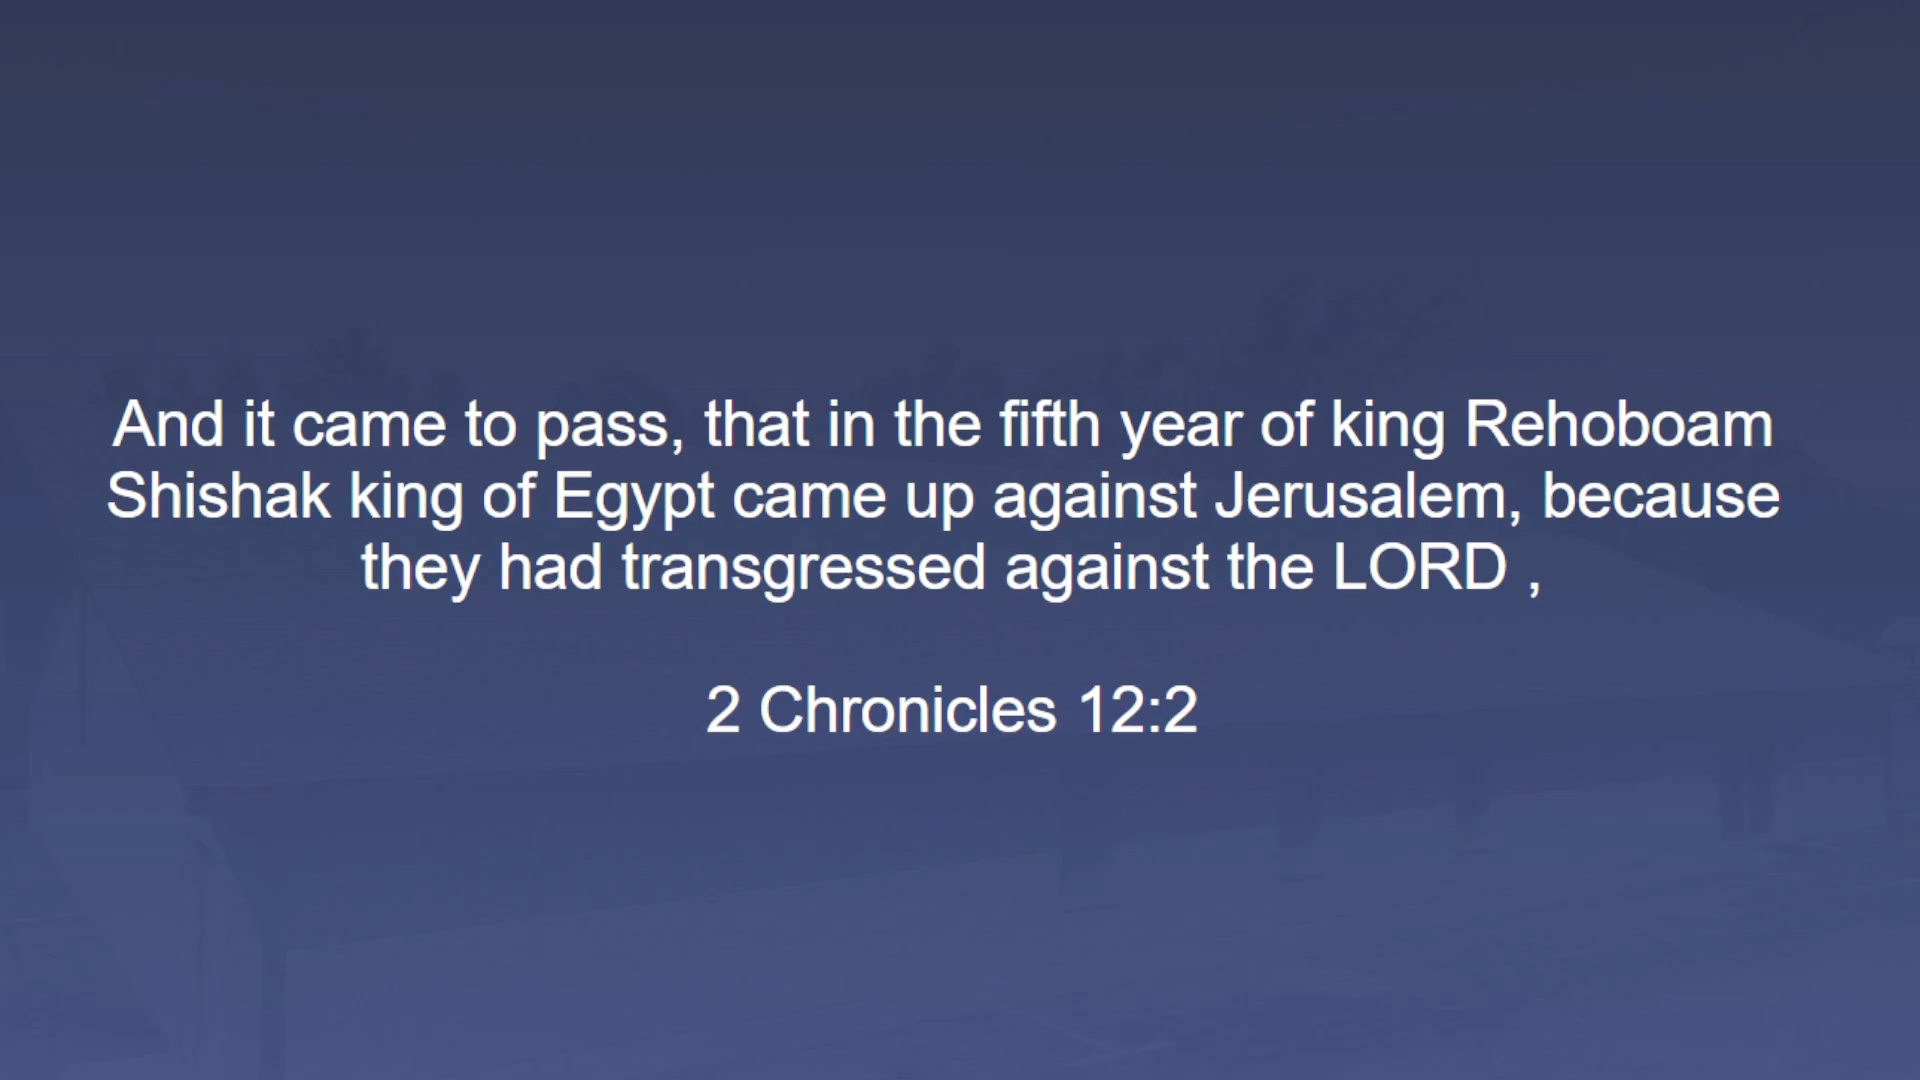 And it came to pass, that in the fifth year of king Rehoboam
Shishak king of Egypt came up against Jerusalem, because
they had transgressed against the LORD ,
2 Chronicles 12:2